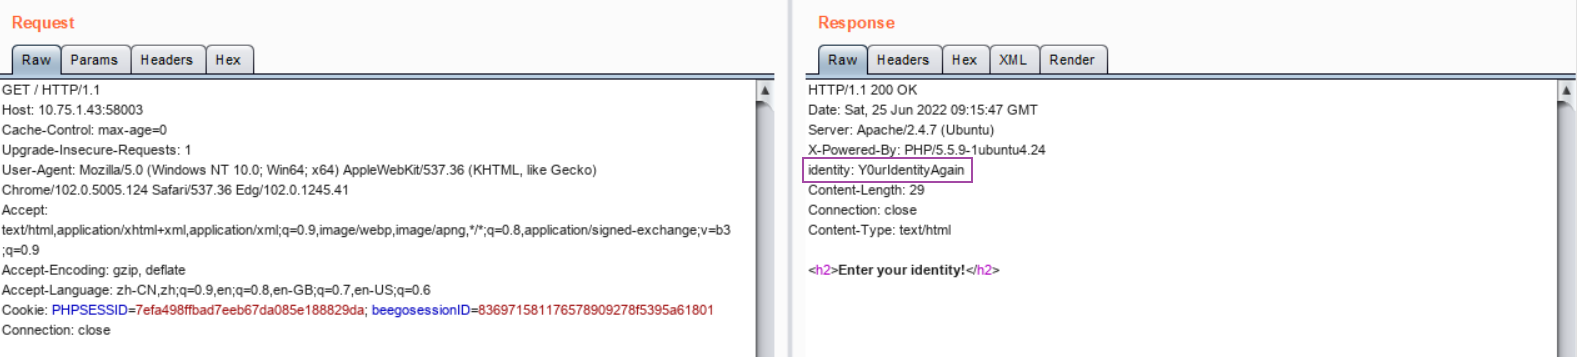 Request
Raw Params Headers Hex
GET / HTTP/1.1
Host: 10.75.1.43:58003
Cache-Control: max-age=0
Upgrade-Insecure-Requests: 1
User-Agent: Mozilla/5.0 (Windows NT 10.0; Win64; x64) AppleWebKit/537.36 (KHTML, like Gecko)
Chrome/102.0.5005.124 Safari/537.36 Edg/102.0.1245.41
Accept:
text/html,application/xhtml+xml,application/xml;q=0.9,image/webp,image/apng,*/*;q=0.8,application/signed-exchange;v=b3
;q=0.9
Accept-Encoding: gzip, deflate
Accept-Language: zh-CN,zh;q=0.9,en;q=0.8,en-GB;q=0.7,en-US;q=0.6
Cookie: PHPSESSID=7efa498ffbad7eeb67da085e188829da; beegosessionID=836971581176578909278f5395a61801
Connection: close
Response
Raw Headers Hex XML Render
HTTP/1.1 200 OK
Date: Sat, 25 Jun 2022 09:15:47 GMT
Server: Apache/2.4.7 (Ubuntu)
X-Powered-By: PHP/5.5.9-1ubuntu4.24
identity: Y0urIdentityAgain
Content-Length: 29
Connection: close
Content-Type: text/html
<h2>Enter your identity!</h2>